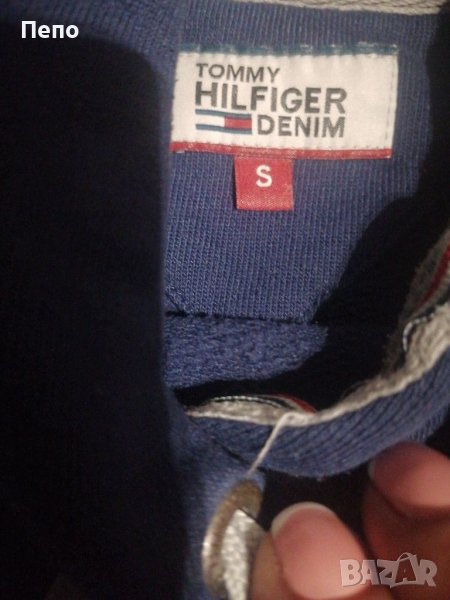 Пепо
TOMMY
HILFIGER
DENIM
S
BAZAR